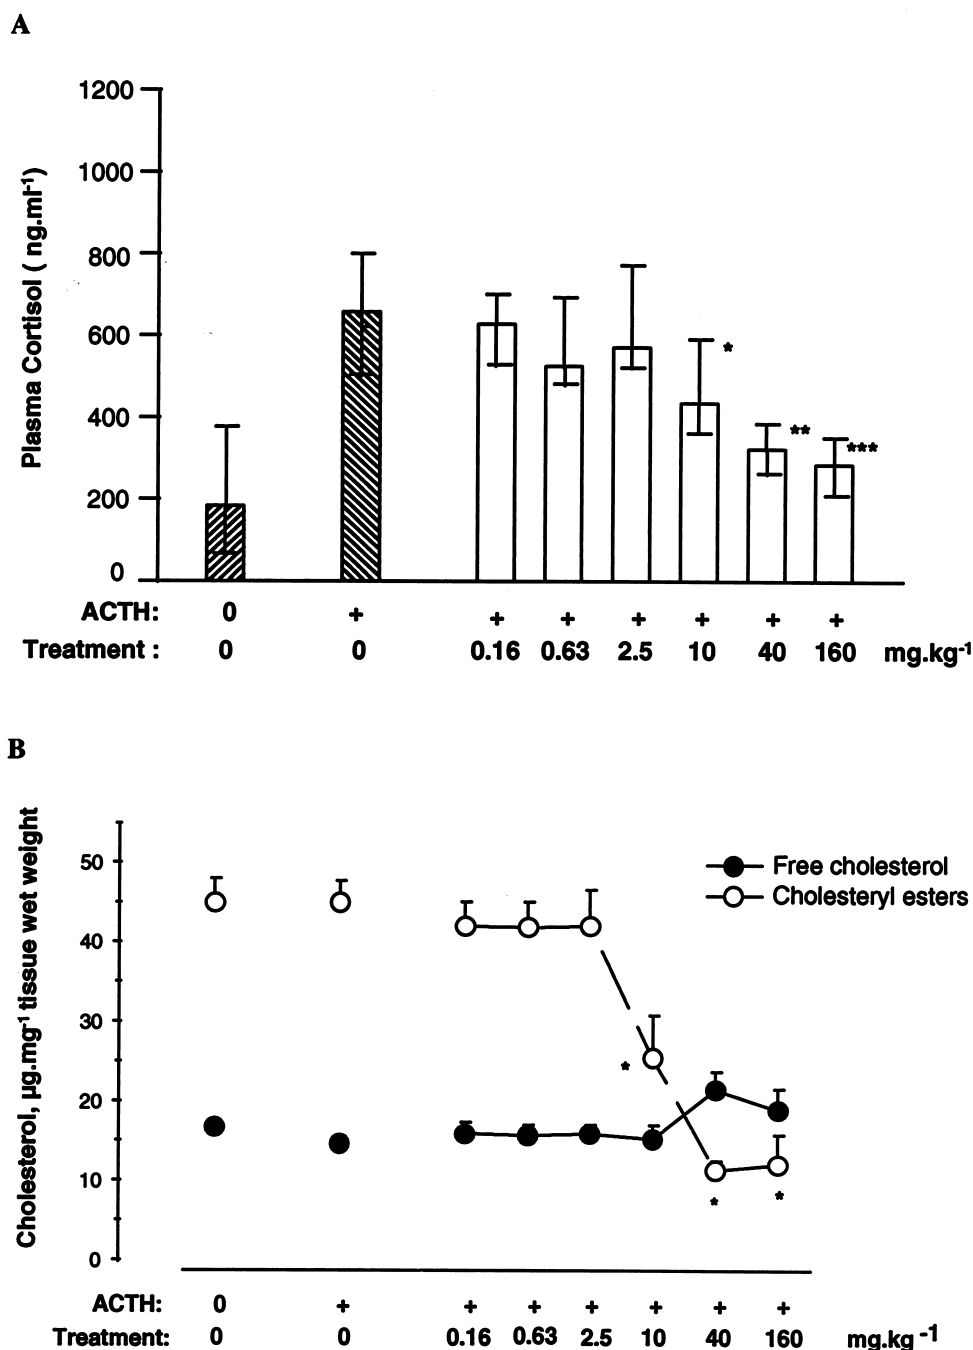 A
1200
1000
800
600
400
200
0
Plasma Cortisol ( ng.ml-1)
*
**
***
ACTH: 0 + + + + + + +
Treatment : 0 0 0.16 0.63 2.5 10 40 160 mg.kg-1
B
Cholesterol, µg.mg-1 tissue wet weight
50
40
30
20
10
0
Free cholesterol
Cholesteryl esters
*
*
*
ACTH: 0 + + + + + + +
Treatment: 0 0 0.16 0.63 2.5 10 40 160 mg.kg -1